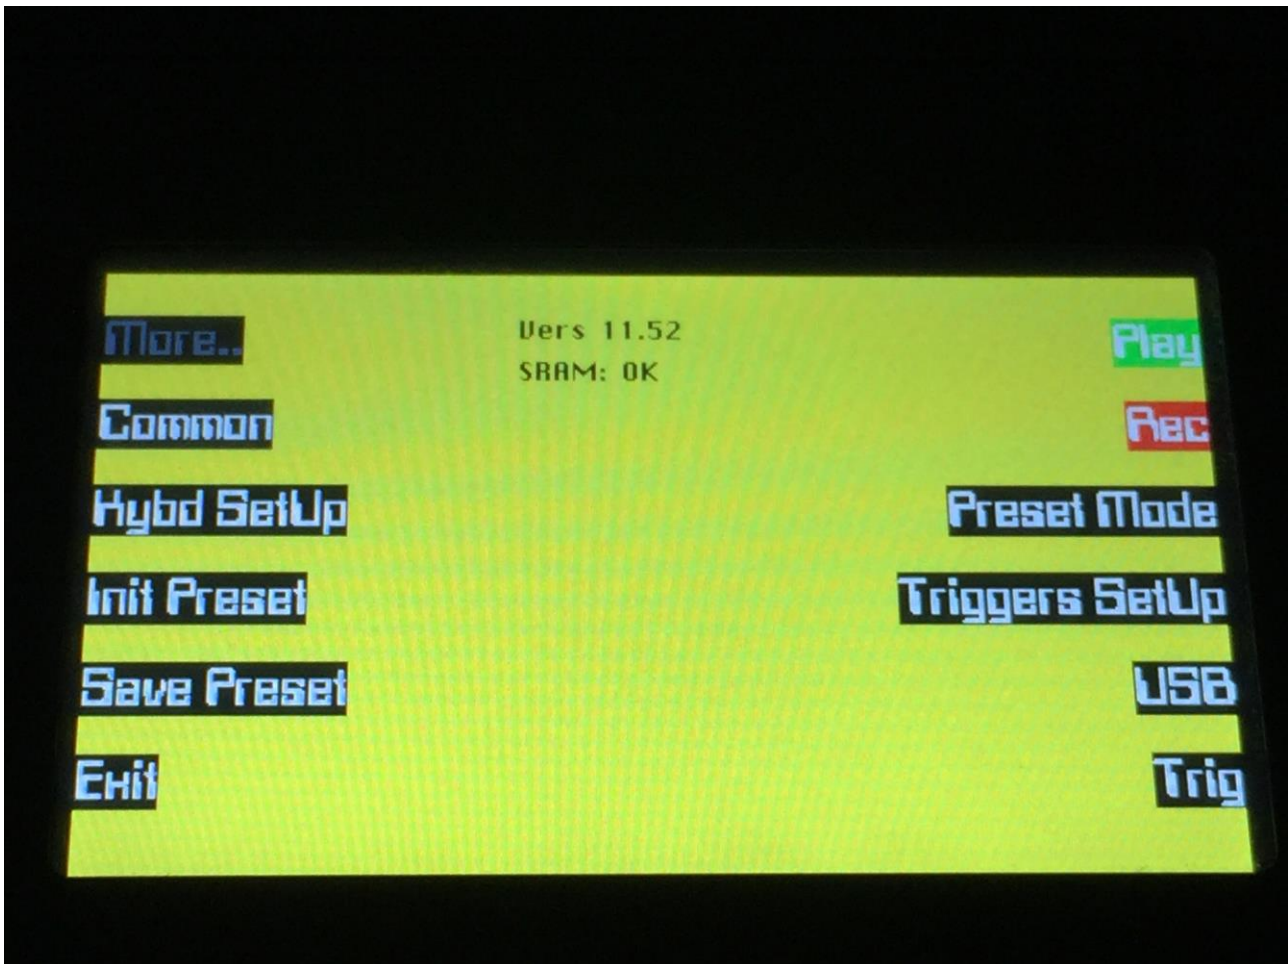 More..
Vers 11.52
Play
SRAM: OK
Common
Rec
Kybd SetUp
Preset Mode
Init Preset
Triggers SetUp
Save Preset
USB
Exit
Trig